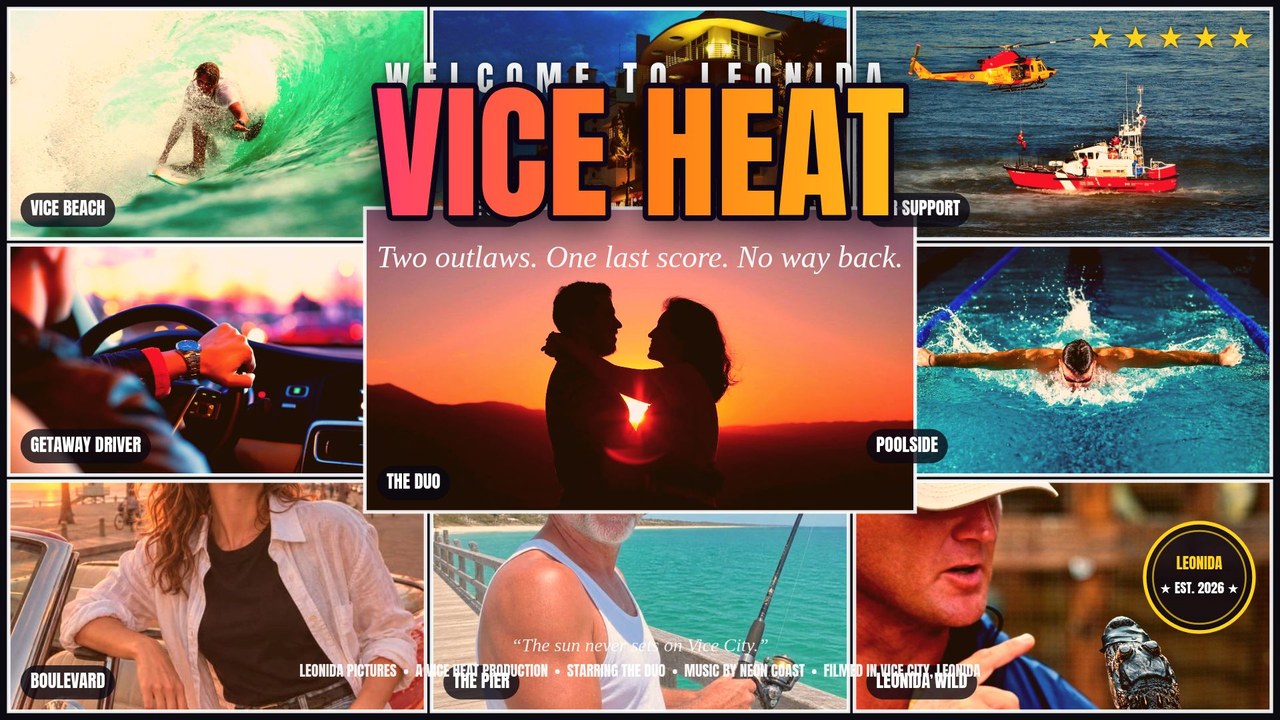 WELCOME TO LEONIDA
VICE HEAT
Two outlaws. One last score. No way back.
VICE BEACH
SUPPORT
GETAWAY DRIVER
THE DUO
POOLSIDE
LEONIDA
★ EST. 2026 ★
“The sun never sets on Vice City.”
LEONIDA PICTURES • A VICE HEAT PRODUCTION • STARRING THE DUO • MUSIC BY NEON COAST • FILMED IN VICE CITY, LEONIDA
BOULEVARD
THE PIER
LEONIDA WILD